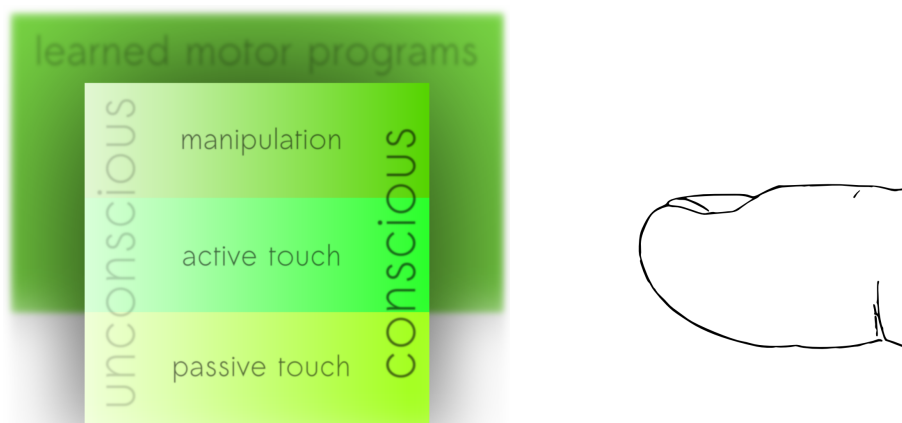 learned motor programs
unconscious
manipulation
active touch
passive touch
conscious